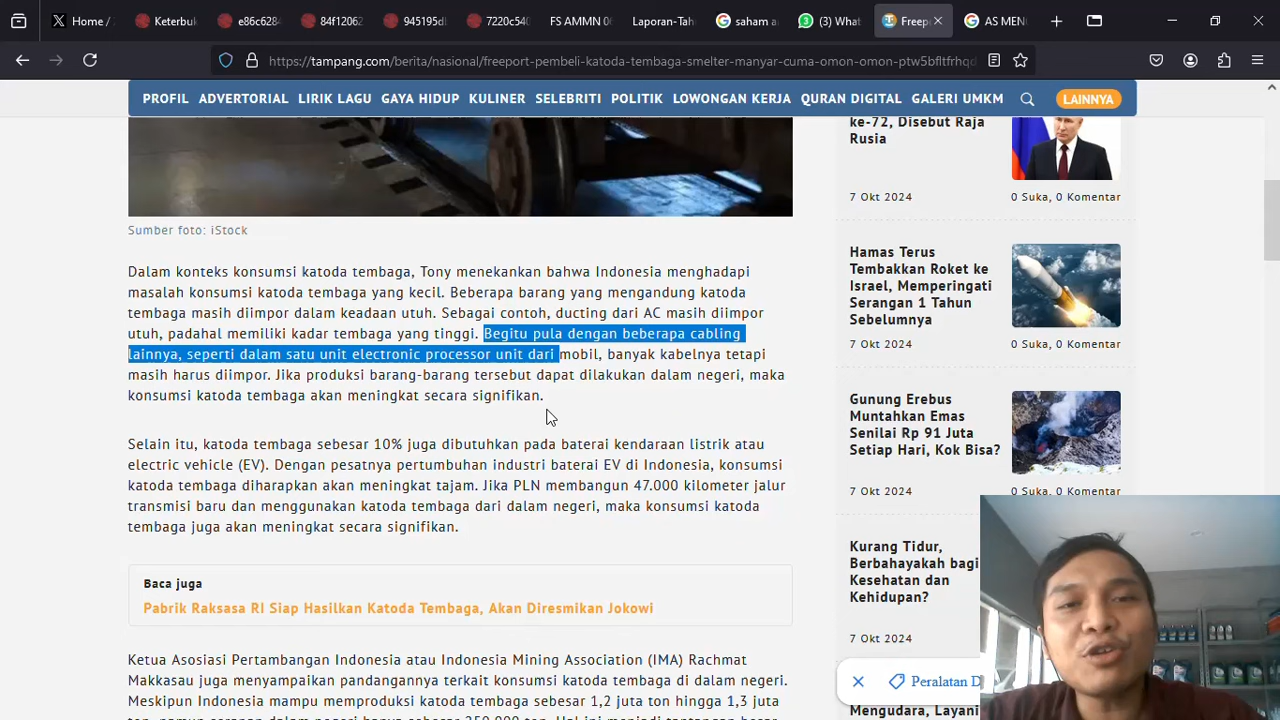 Home /
Keterbuk
e86c6284
84f12062
945195d8
7220c540
FS AMMN 06
Laporan-Tah
saham a
(3) What
Freep
AS MEN
https://tampang.com/berita/nasional/freeport-pembeli-katoda-tembaga-smelter-manyar-cuma-omon-omon-ptw5bfltfrhqd
PROFIL ADVERTORIAL LIRIK LAGU GAYA HIDUP KULINER SELEBRITI POLITIK LOWONGAN KERJA QURAN DIGITAL GALERI UMKM LAINNYA
Sumber foto: iStock
Dalam konteks konsumsi katoda tembaga, Tony menekankan bahwa Indonesia menghadapi
masalah konsumsi katoda tembaga yang kecil. Beberapa barang yang mengandung katoda
tembaga masih diimpor dalam keadaan utuh. Sebagai contoh, ducting dari AC masih diimpor
utuh, padahal memiliki kadar tembaga yang tinggi. Begitu pula dengan beberapa cabling
lainnya, seperti dalam satu unit electronic processor unit dari mobil, banyak kabelnya tetapi
masih harus diimpor. Jika produksi barang-barang tersebut dapat dilakukan dalam negeri, maka
konsumsi katoda tembaga akan meningkat secara signifikan.
Selain itu, katoda tembaga sebesar 10% juga dibutuhkan pada baterai kendaraan listrik atau
electric vehicle (EV). Dengan pesatnya pertumbuhan industri baterai EV di Indonesia, konsumsi
katoda tembaga diharapkan akan meningkat tajam. Jika PLN membangun 47.000 kilometer jalur
transmisi baru dan menggunakan katoda tembaga dari dalam negeri, maka konsumsi katoda
tembaga juga akan meningkat secara signifikan.
Baca juga
Pabrik Raksasa RI Siap Hasilkan Katoda Tembaga, Akan Diresmikan Jokowi
Ketua Asosiasi Pertambangan Indonesia atau Indonesia Mining Association (IMA) Rachmat
Makkasau juga menyampaikan pandangannya terkait konsumsi katoda tembaga di dalam negeri.
Meskipun Indonesia mampu memproduksi katoda tembaga sebesar 1,2 juta ton hingga 1,3 juta
ke-72, Disebut Raja
Rusia
7 Okt 2024
0 Suka, 0 Komentar
Hamas Terus
Tembakkan Roket ke
Israel, Memperingati
Serangan 1 Tahun
Sebelumnya
7 Okt 2024
0 Suka, 0 Komentar
Gunung Erebus
Muntahkan Emas
Senilai Rp 91 Juta
Setiap Hari, Kok Bisa?
7 Okt 2024
0 Suka, 0 Komentar
Kurang Tidur,
Berbahayakah bagi
Kesehatan dan
Kehidupan?
7 Okt 2024
Peralatan D
Mengudara, Layani